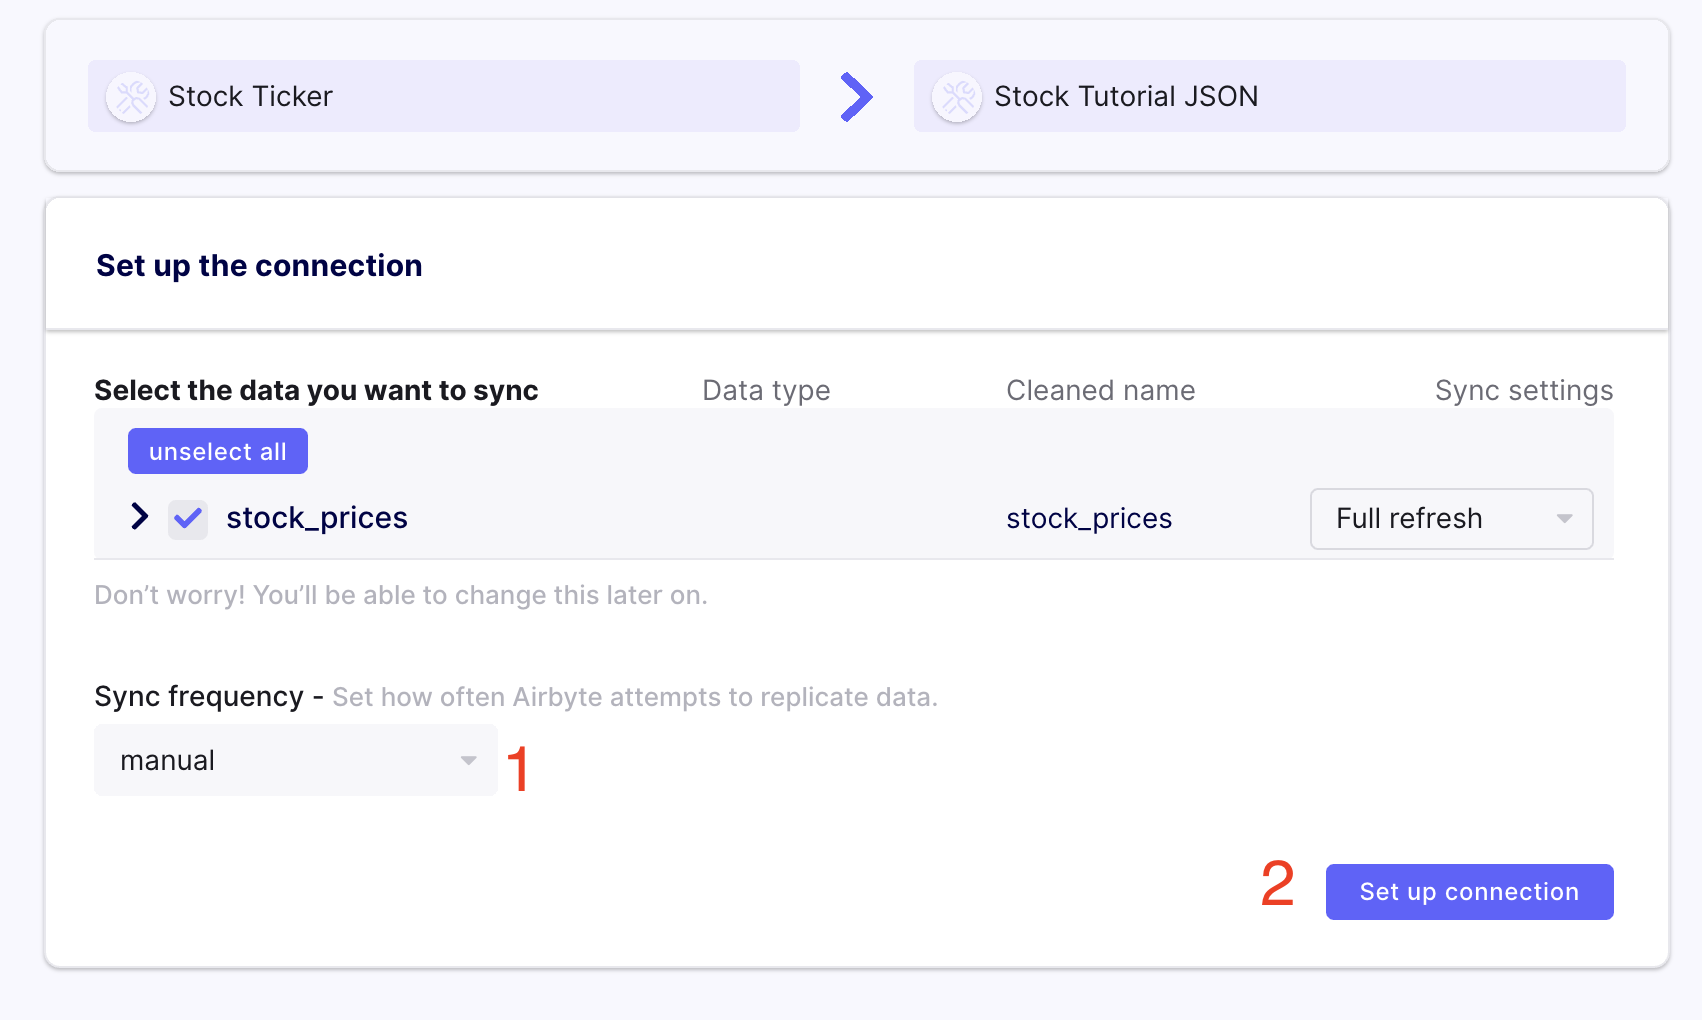 Stock Ticker
Stock Tutorial JSON
Set up the connection
Select the data you want to sync Data type Cleaned name Sync settings
unselect all
stock_prices stock_prices Full refresh
Don’t worry! You’ll be able to change this later on.
Sync frequency - Set how often Airbyte attempts to replicate data.
manual 1
2 Set up connection